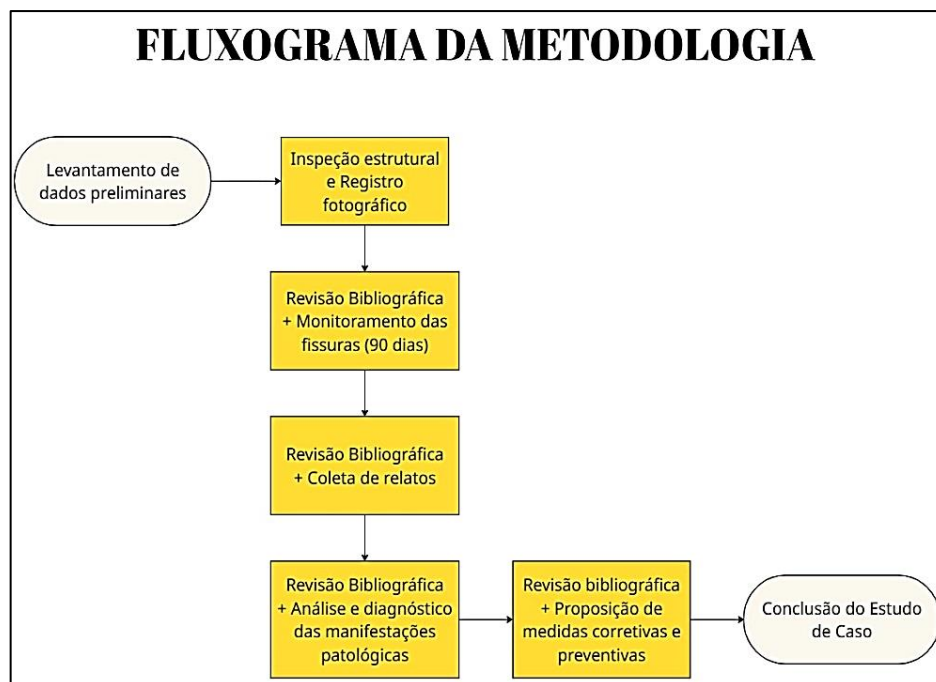 FLUXOGRAMA DA METODOLOGIA
Levantamento de
dados preliminares
Inspeção estrutural
e Registro
fotográfico
Revisão Bibliográfica
+ Monitoramento das
fissuras (90 dias)
Revisão Bibliográfica
+ Coleta de relatos
Revisão Bibliográfica
+ Análise e diagnóstico
das manifestações
patológicas
Revisão bibliográfica
+ Proposição de
medidas corretivas e
preventivas
Conclusão do Estudo
de Caso